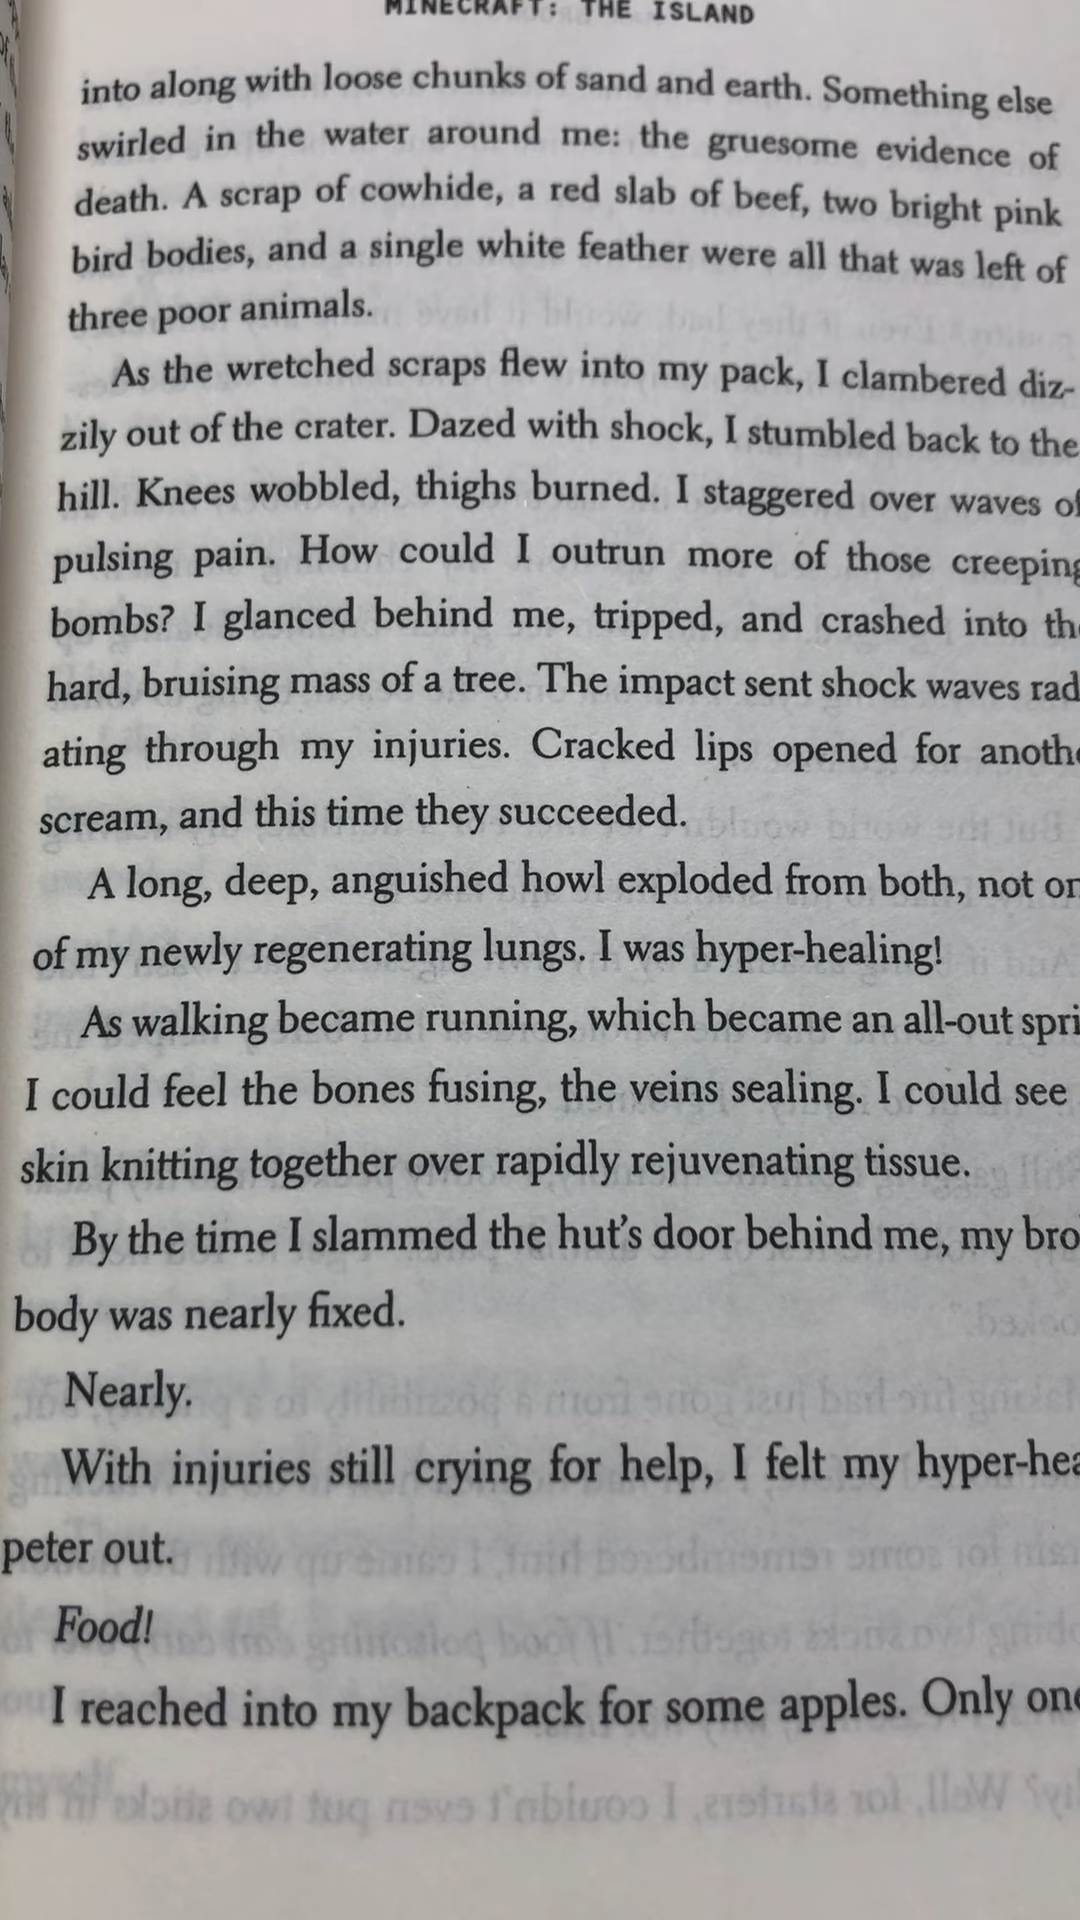 MINECRAFT: THE ISLAND
into along with loose chunks of sand and earth. Something else
swirled in the water around me: the gruesome evidence of
death. A scrap of cowhide, a red slab of beef, two bright pink
bird bodies, and a single white feather were all that was left of
three poor animals.
As the wretched scraps flew into my pack, I clambered diz-
zily out of the crater. Dazed with shock, I stumbled back to the
hill. Knees wobbled, thighs burned. I staggered over waves of
pulsing pain. How could I outrun more of those creeping
bombs? I glanced behind me, tripped, and crashed into th
hard, bruising mass of a tree. The impact sent shock waves rad
ating through my injuries. Cracked lips opened for anoth
scream, and this time they succeeded.
A long, deep, anguished howl exploded from both, not on
of my newly regenerating lungs. I was hyper-healing!
As walking became running, which became an all-out spri
I could feel the bones fusing, the veins sealing. I could see
skin knitting together over rapidly rejuvenating tissue.
By the time I slammed the hut's door behind me, my bro
body was nearly fixed.
Nearly.
With injuries still crying for help, I felt my hyper-hea
peter out.
Food!
I reached into my backpack for some apples. Only one